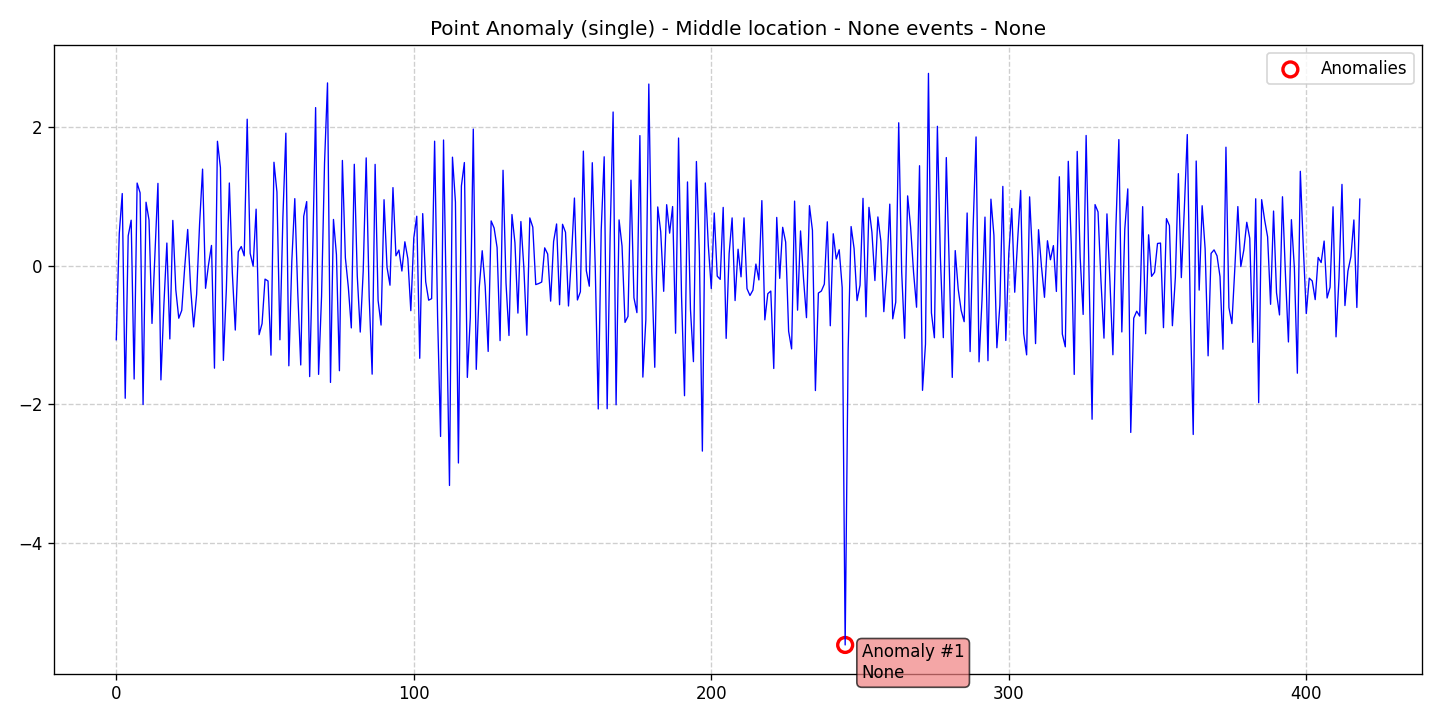 Point Anomaly (single) - Middle location - None events - None
Anomalies
2
0
−2
−4
Anomaly #1
None
0
100
200
300
400